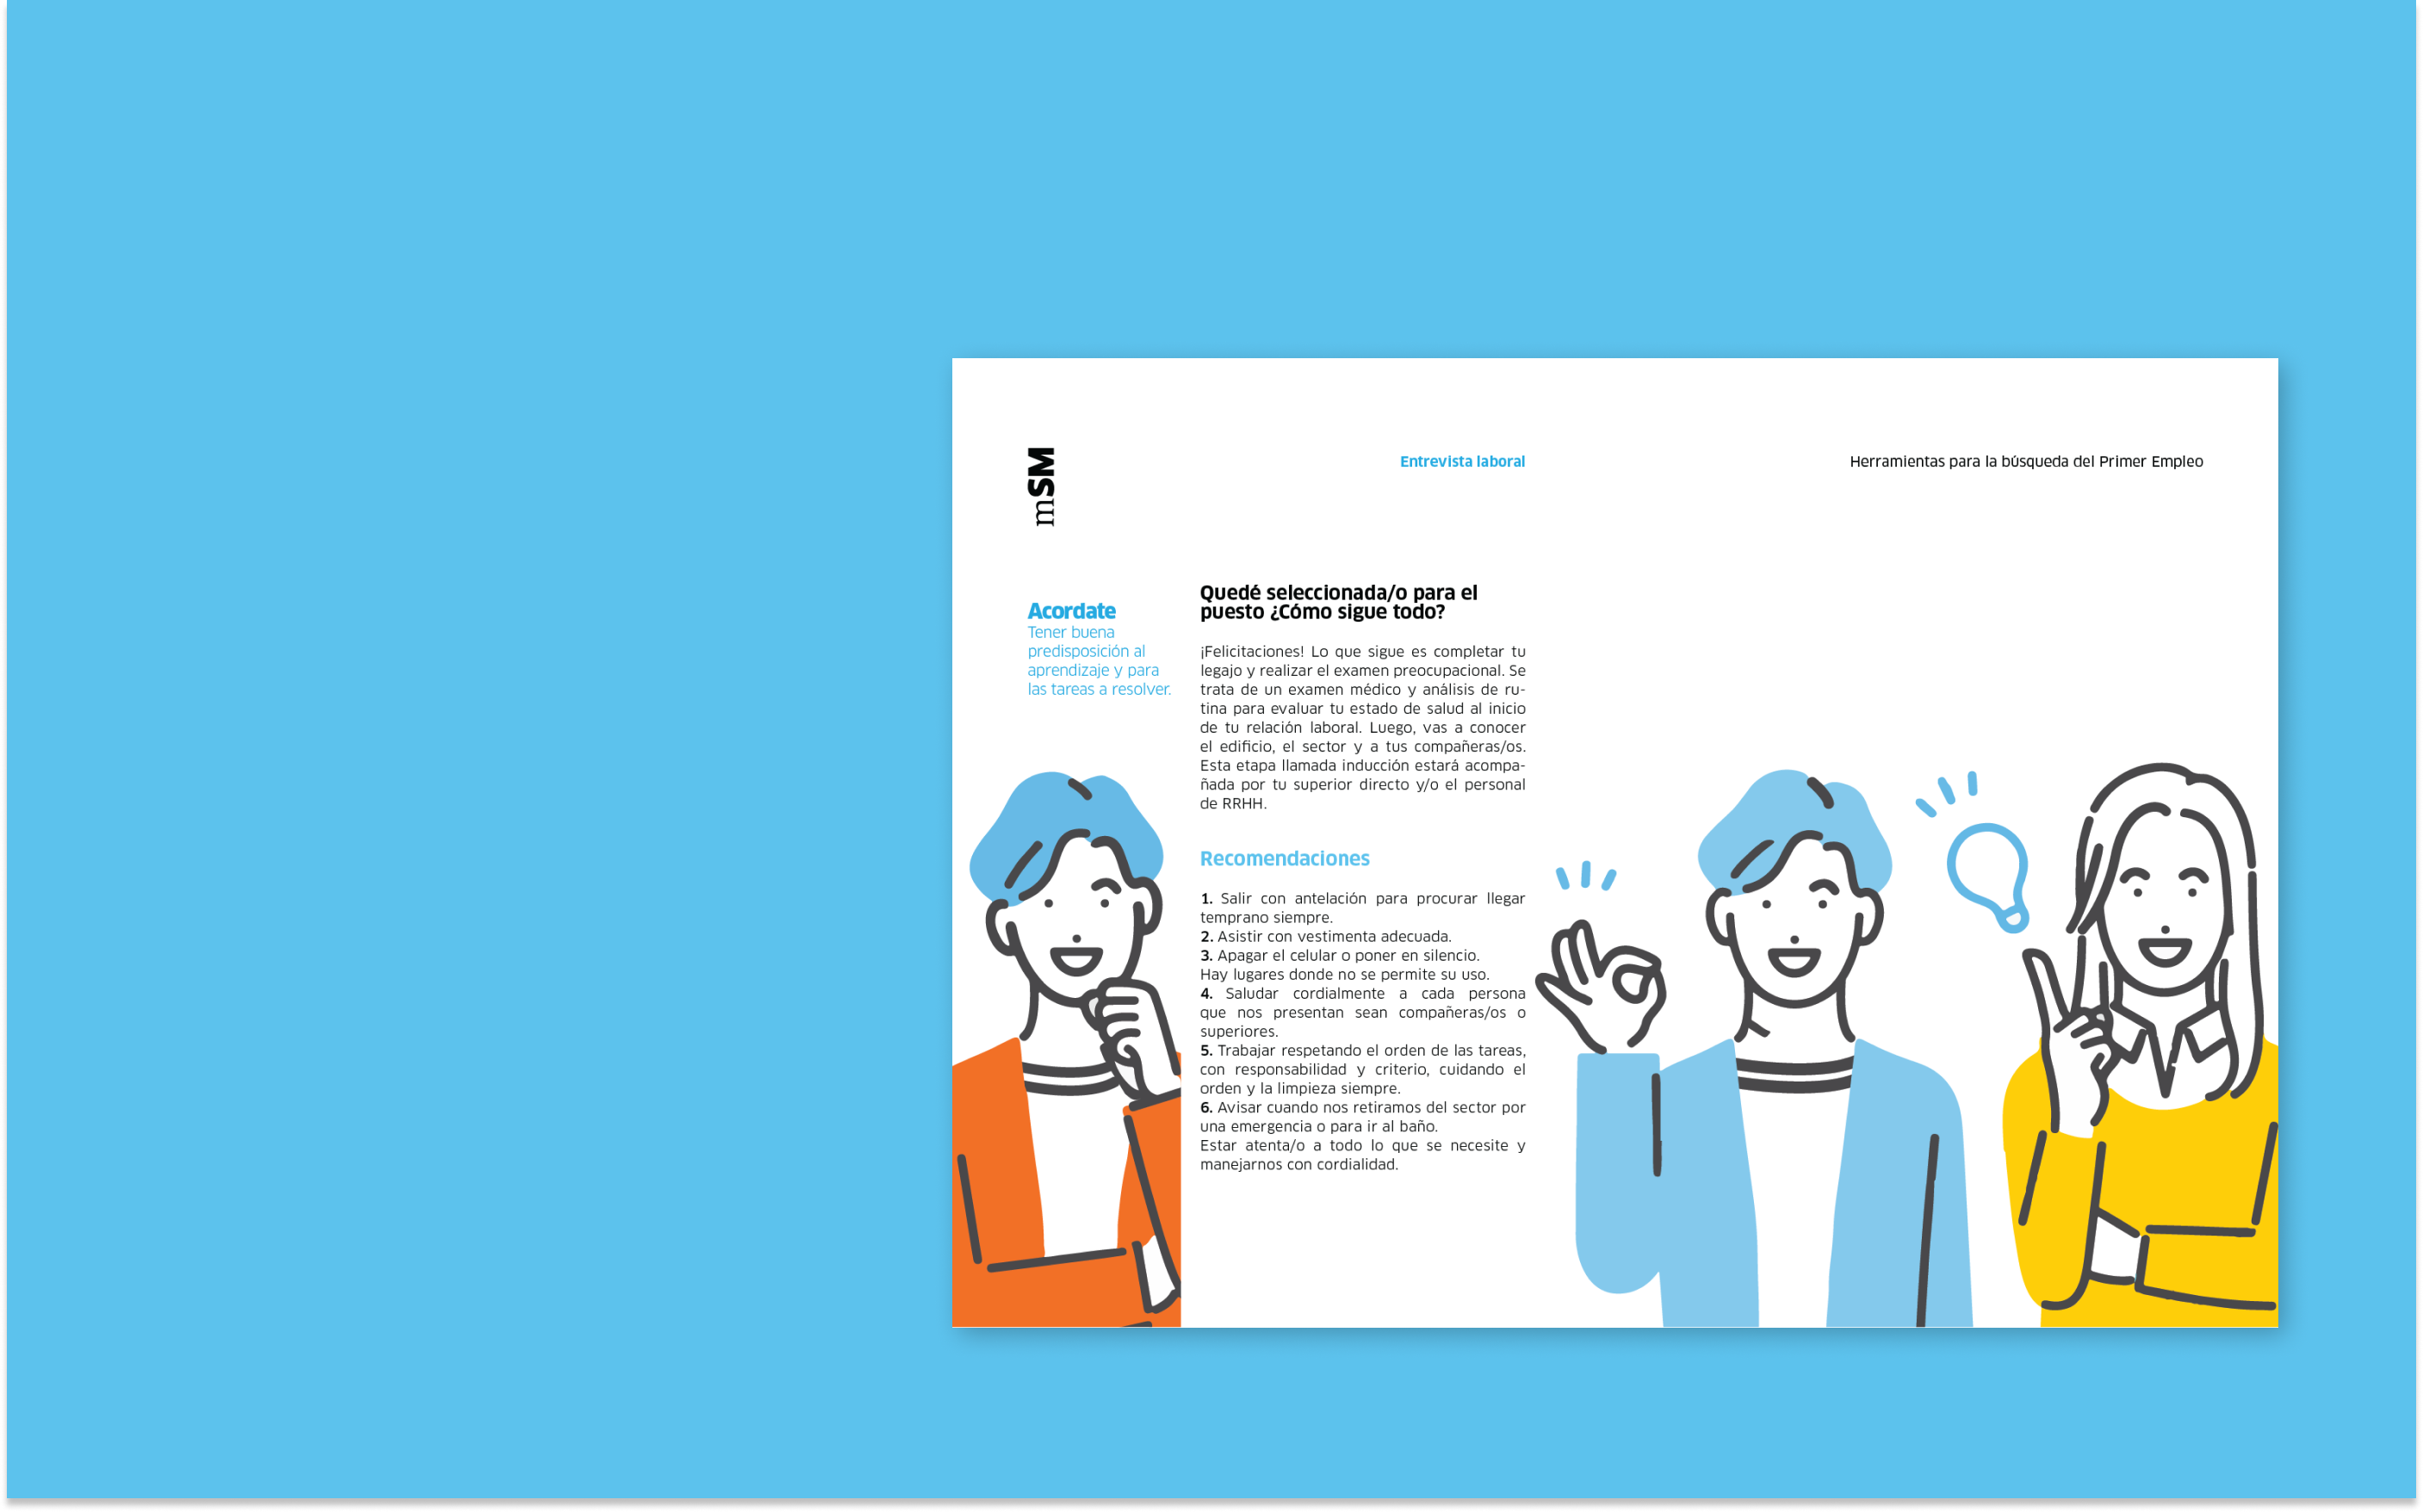 mSM
Entrevista laboral
Herramientas para la búsqueda del Primer Empleo
Acordate
Tener buena
predisposición al
aprendizaje y para
las tareas a resolver.
Quedé seleccionada/o para el
puesto ¿Cómo sigue todo?
¡Felicitaciones! Lo que sigue es completar tu
legajo y realizar el examen preocupacional. Se
trata de un examen médico y análisis de ru-
tina para evaluar tu estado de salud al inicio
de tu relación laboral. Luego, vas a conocer
el edificio, el sector y a tus compañeras/os.
Esta etapa llamada inducción estará acompa-
ñada por tu superior directo y/o el personal
de RRHH.
Recomendaciones
1. Salir con antelación para procurar llegar
temprano siempre.
2. Asistir con vestimenta adecuada.
3. Apagar el celular o poner en silencio.
Hay lugares donde no se permite su uso.
4. Saludar cordialmente a cada persona
que nos presentan sean compañeras/os o
superiores.
5. Trabajar respetando el orden de las tareas,
con responsabilidad y criterio, cuidando el
orden y la limpieza siempre.
6. Avisar cuando nos retiramos del sector por
una emergencia o para ir al baño.
Estar atenta/o a todo lo que se necesite y
manejarnos con cordialidad.